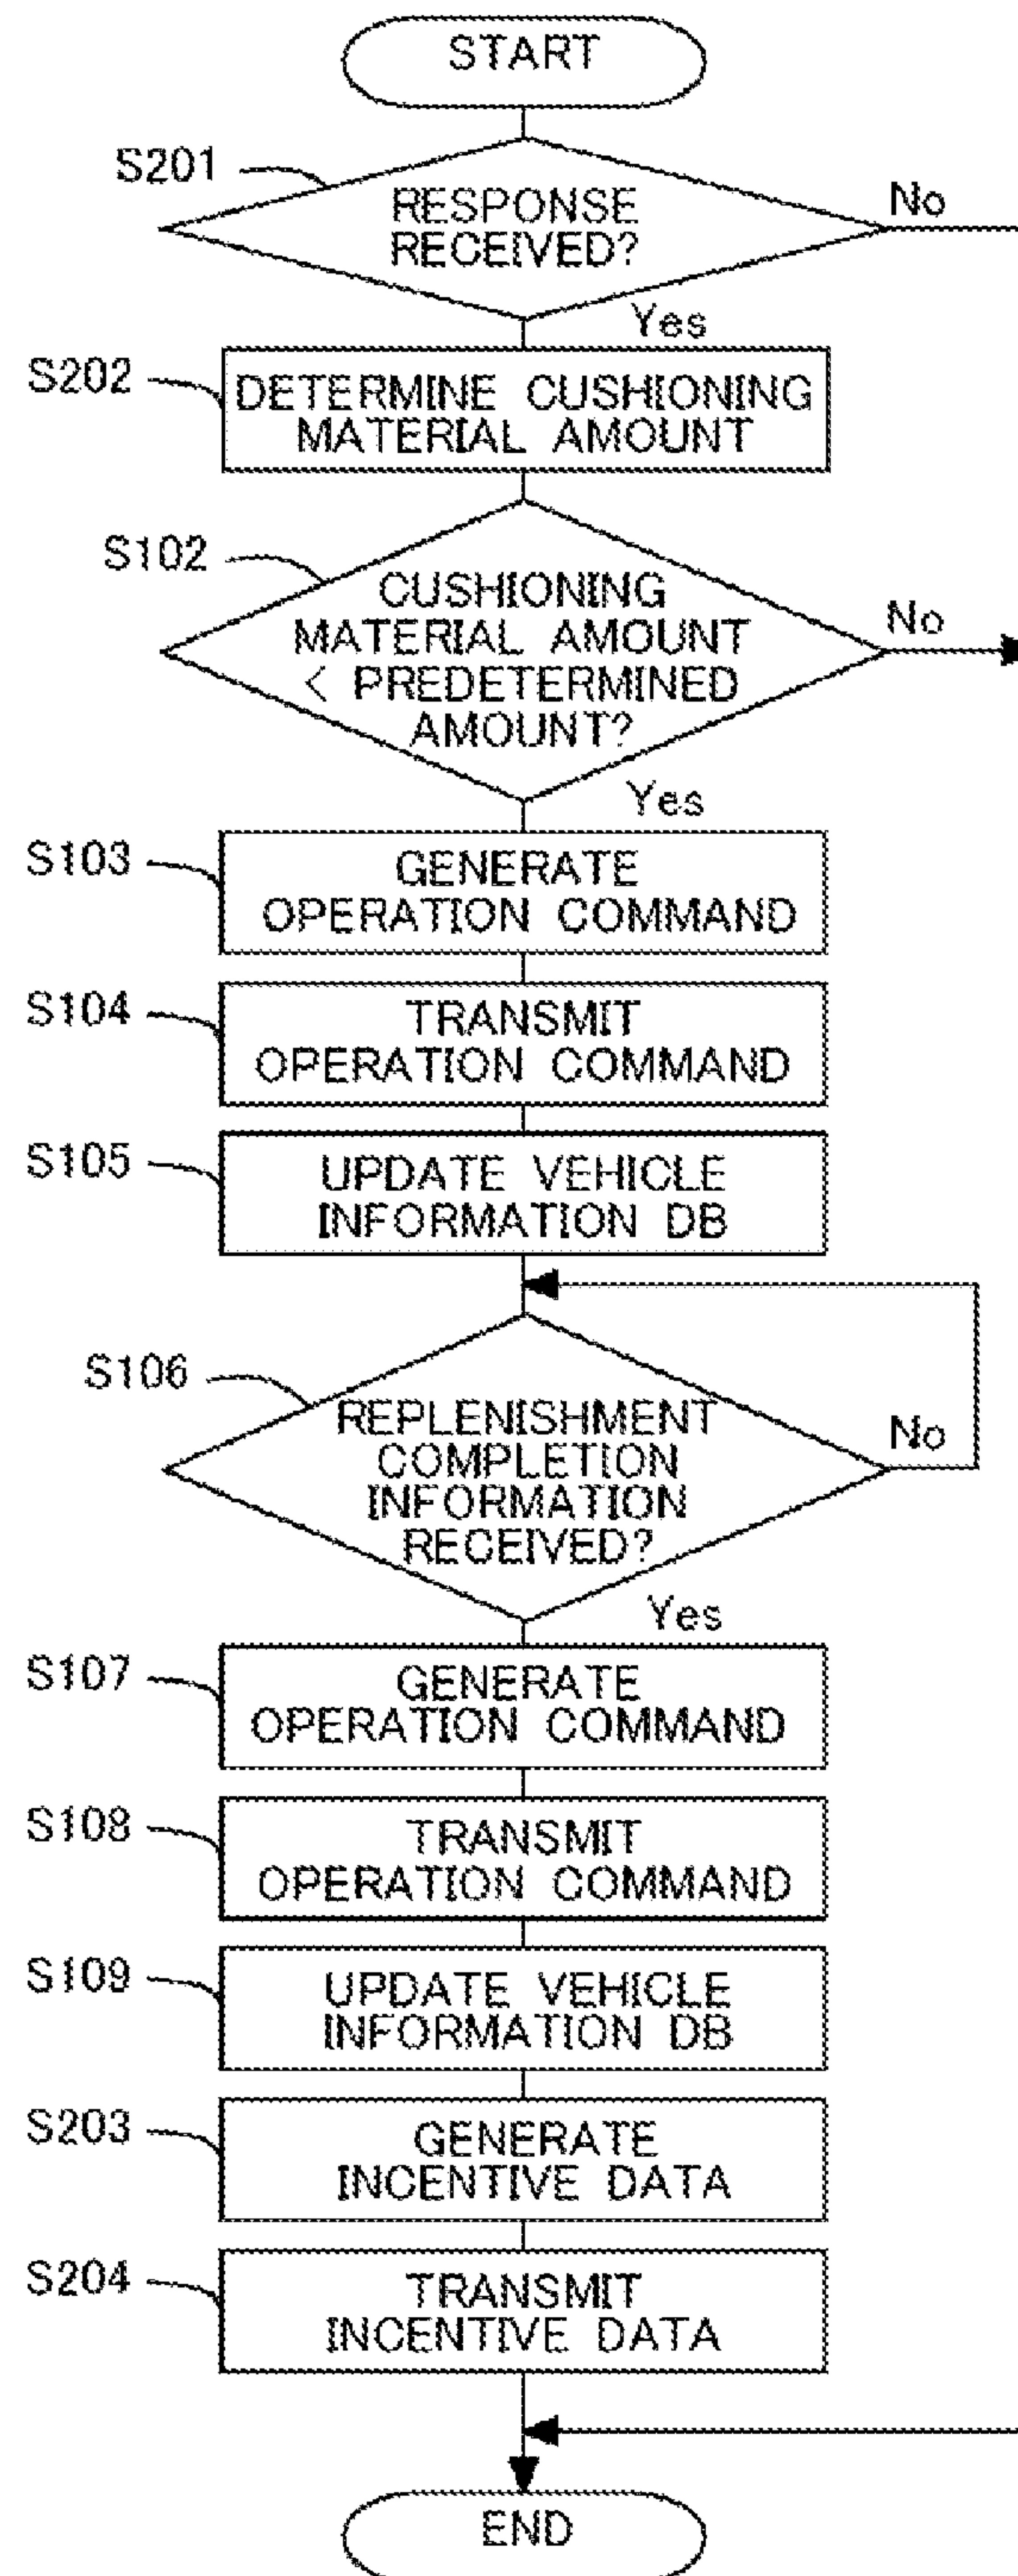 START
S201
RESPONSE
RECEIVED?
No
Yes
S202
DETERMINE CUSHIONING
MATERIAL AMOUNT
S102
CUSHIONING
MATERIAL AMOUNT
< PREDETERMINED
AMOUNT?
No
Yes
S103
GENERATE
OPERATION COMMAND
S104
TRANSMIT
OPERATION COMMAND
S105
UPDATE VEHICLE
INFORMATION DB
S106
REPLENISHMENT
COMPLETION
INFORMATION
RECEIVED?
No
Yes
S107
GENERATE
OPERATION COMMAND
S108
TRANSMIT
OPERATION COMMAND
S109
UPDATE VEHICLE
INFORMATION DB
S203
GENERATE
INCENTIVE DATA
S204
TRANSMIT
INCENTIVE DATA
END